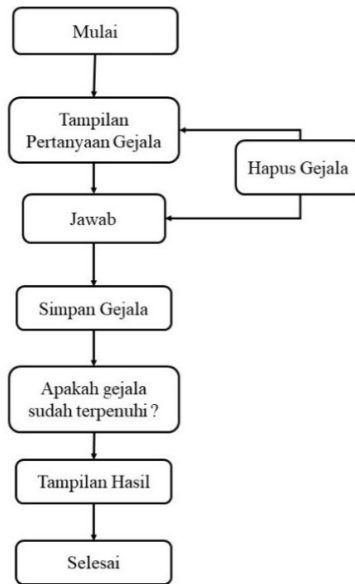 Mulai
Tampilan
Pertanyaan Gejala
Hapus Gejala
Jawab
Simpan Gejala
Apakah gejala
sudah terpenuhi ?
Tampilan Hasil
Selesai